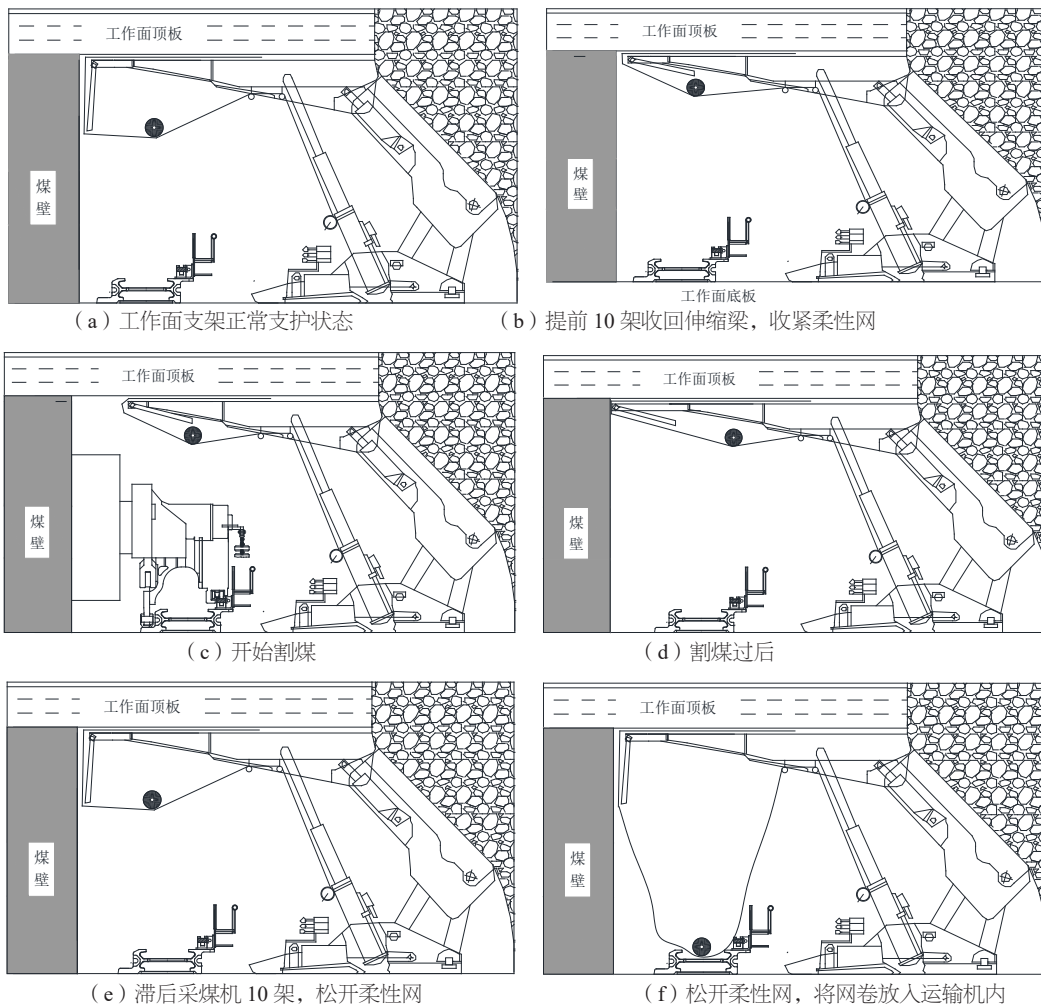 工作面顶板
工作面顶板
煤壁
煤壁
工作面底板
（a）工作面支架正常支护状态
（b）提前 10 架收回伸缩梁，收紧柔性网
工作面顶板
工作面顶板
煤壁
煤壁
（c）开始割煤
（d）割煤过后
工作面顶板
工作面顶板
煤壁
煤壁
（e）滞后采煤机 10 架，松开柔性网
（f）松开柔性网，将网卷放入运输机内